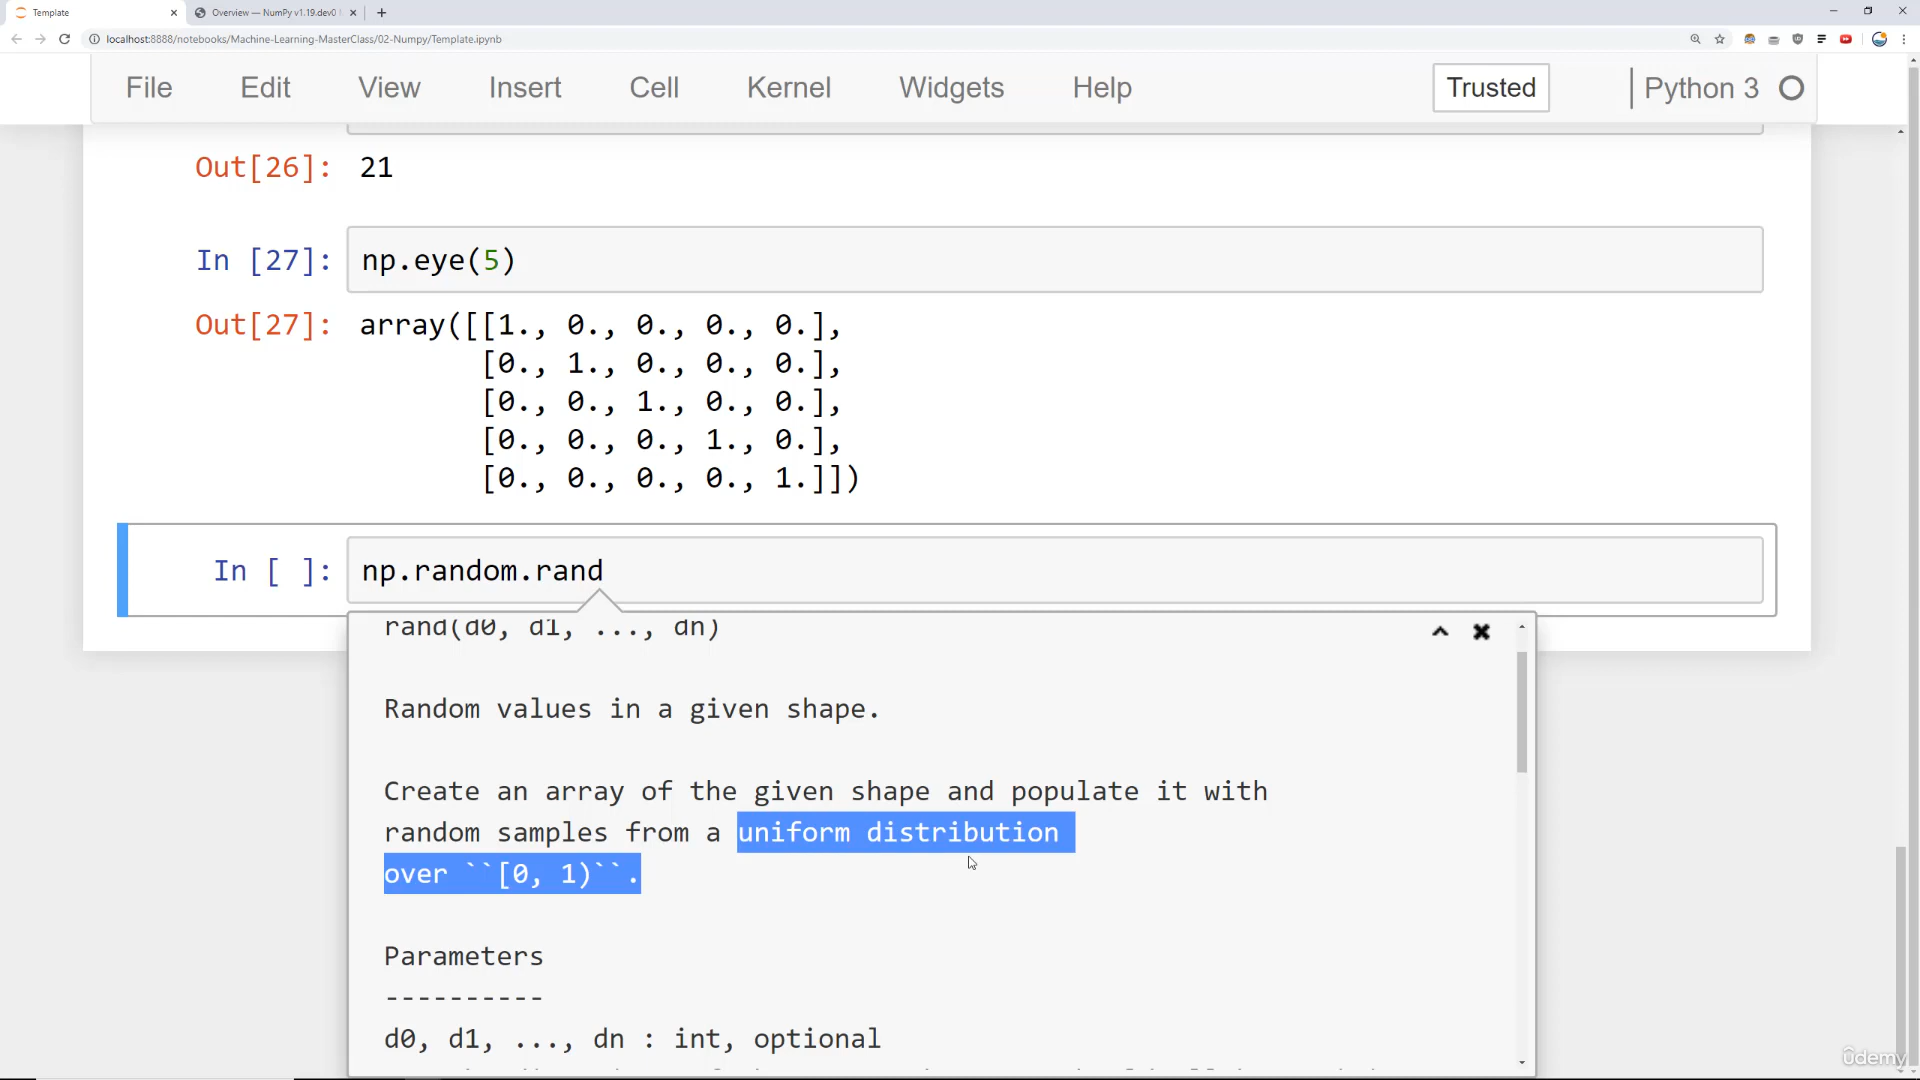 Template
Overview — NumPy v1.19.dev0
localhost:8888/notebooks/Machine-Learning-MasterClass/02-Numpy/Template.ipynb
File Edit View Insert Cell Kernel Widgets Help Trusted Python 3
Out[26]: 21
In [27]: np.eye(5)
Out[27]: array([[1., 0., 0., 0., 0.],
[0., 1., 0., 0., 0.],
[0., 0., 1., 0., 0.],
[0., 0., 0., 1., 0.],
[0., 0., 0., 0., 1.]])
In [ ]: np.random.rand
rand(d0, d1, ..., dn)
Random values in a given shape.
Create an array of the given shape and populate it with
random samples from a uniform distribution
over ``[0, 1)``.
Parameters
----------
d0, d1, ..., dn : int, optional
ûdemy